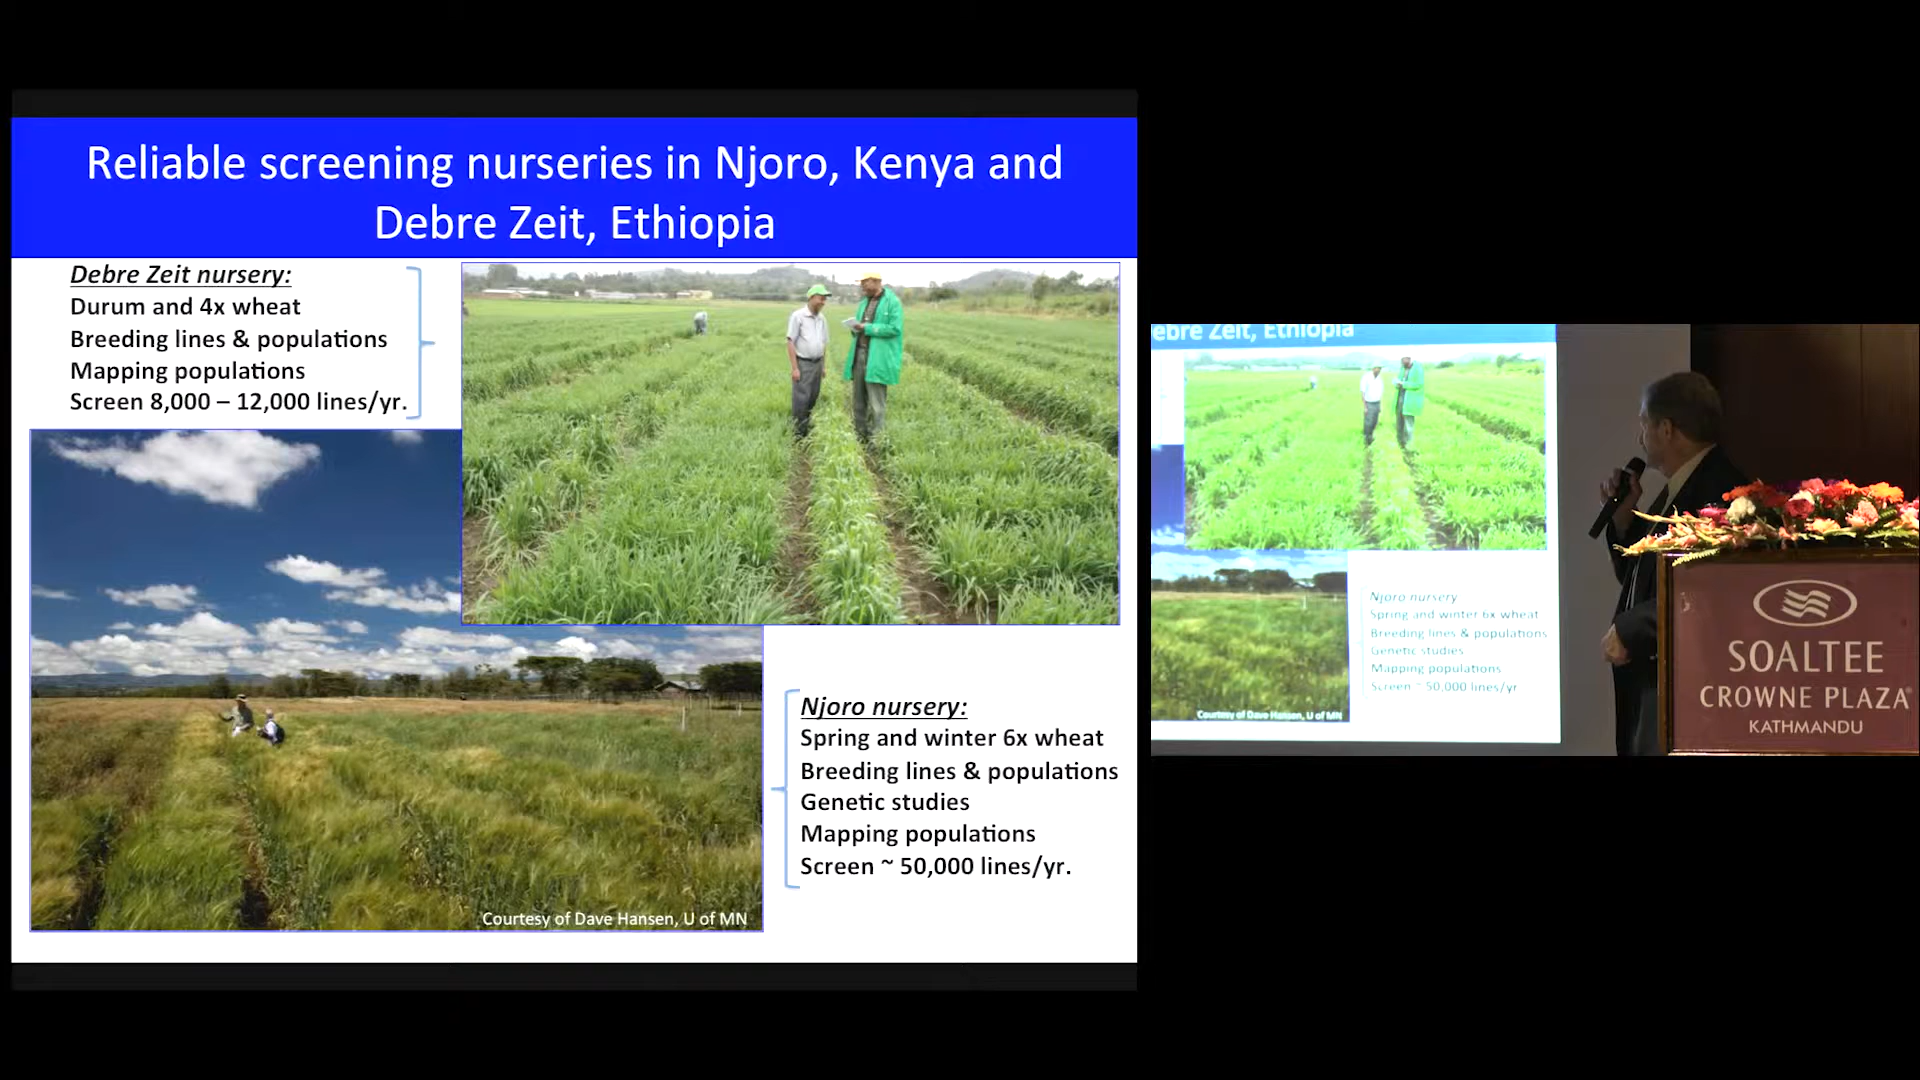 Reliable screening nurseries in Njoro, Kenya and
Debre Zeit, Ethiopia
Debre Zeit nursery:
Durum and 4x wheat
Breeding lines & populations
Mapping populations
Screen 8,000 – 12,000 lines/yr.
Njoro nursery:
Spring and winter 6x wheat
Breeding lines & populations
Genetic studies
Mapping populations
Screen ~ 50,000 lines/yr.
Courtesy of Dave Hansen, U of MN
ebre Zeit, Ethiopia
Njoro nursery
Spring and winter 6x wheat
Breeding lines & populations
Genetic studies
Mapping populations
Screen ~ 50,000 lines/yr
Courtesy of Dave Hansen, U of MN
SOALTEE
CROWNE PLAZA
KATHMANDU